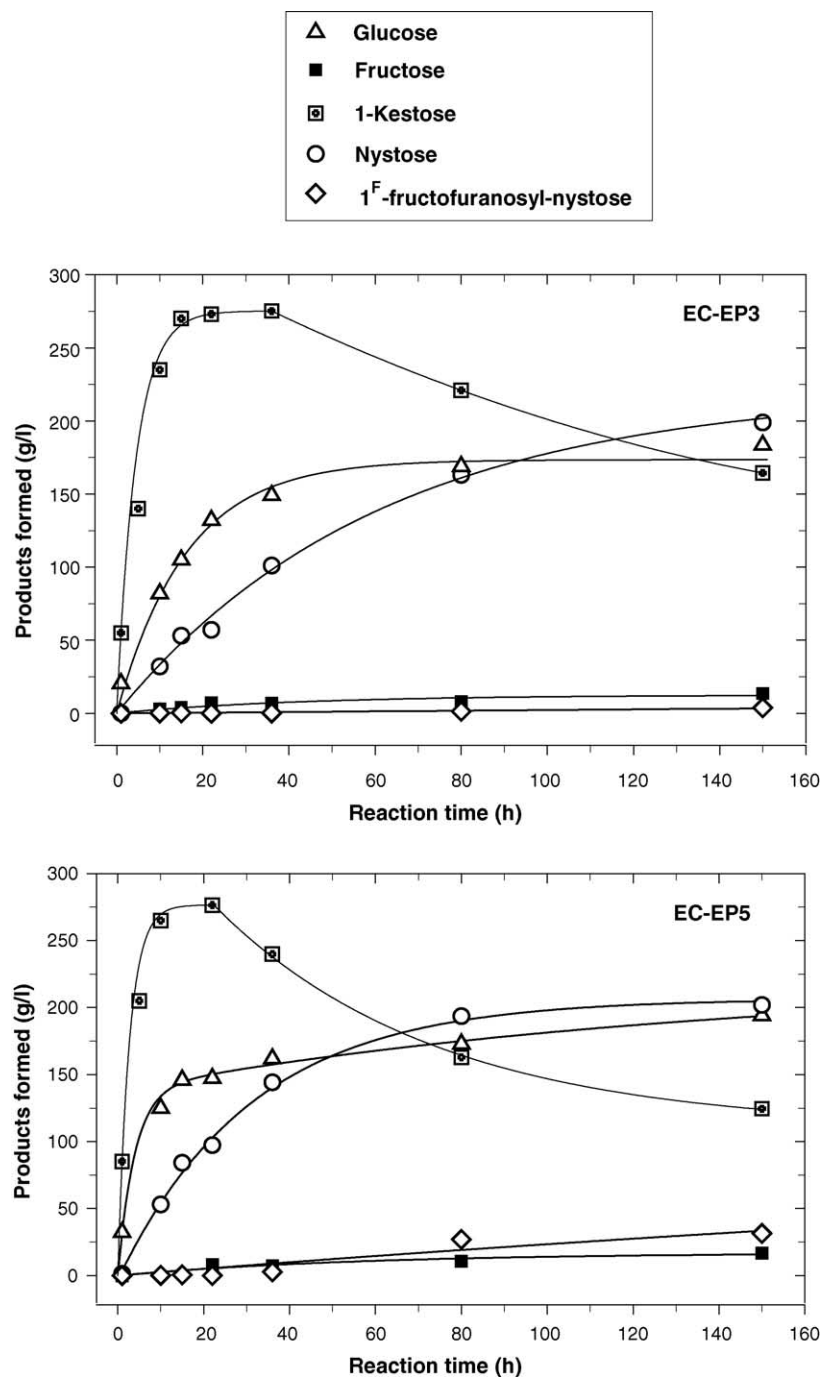 Glucose
Fructose
1-Kestose
Nystose
1F-fructofuranosyl-nystose
300
250
200
150
100
50
0
Products formed (g/l)
EC-EP3
0 20 40 60 80 100 120 140 160
Reaction time (h)
300
250
200
150
100
50
0
Products formed (g/l)
EC-EP5
0 20 40 60 80 100 120 140 160
Reaction time (h)